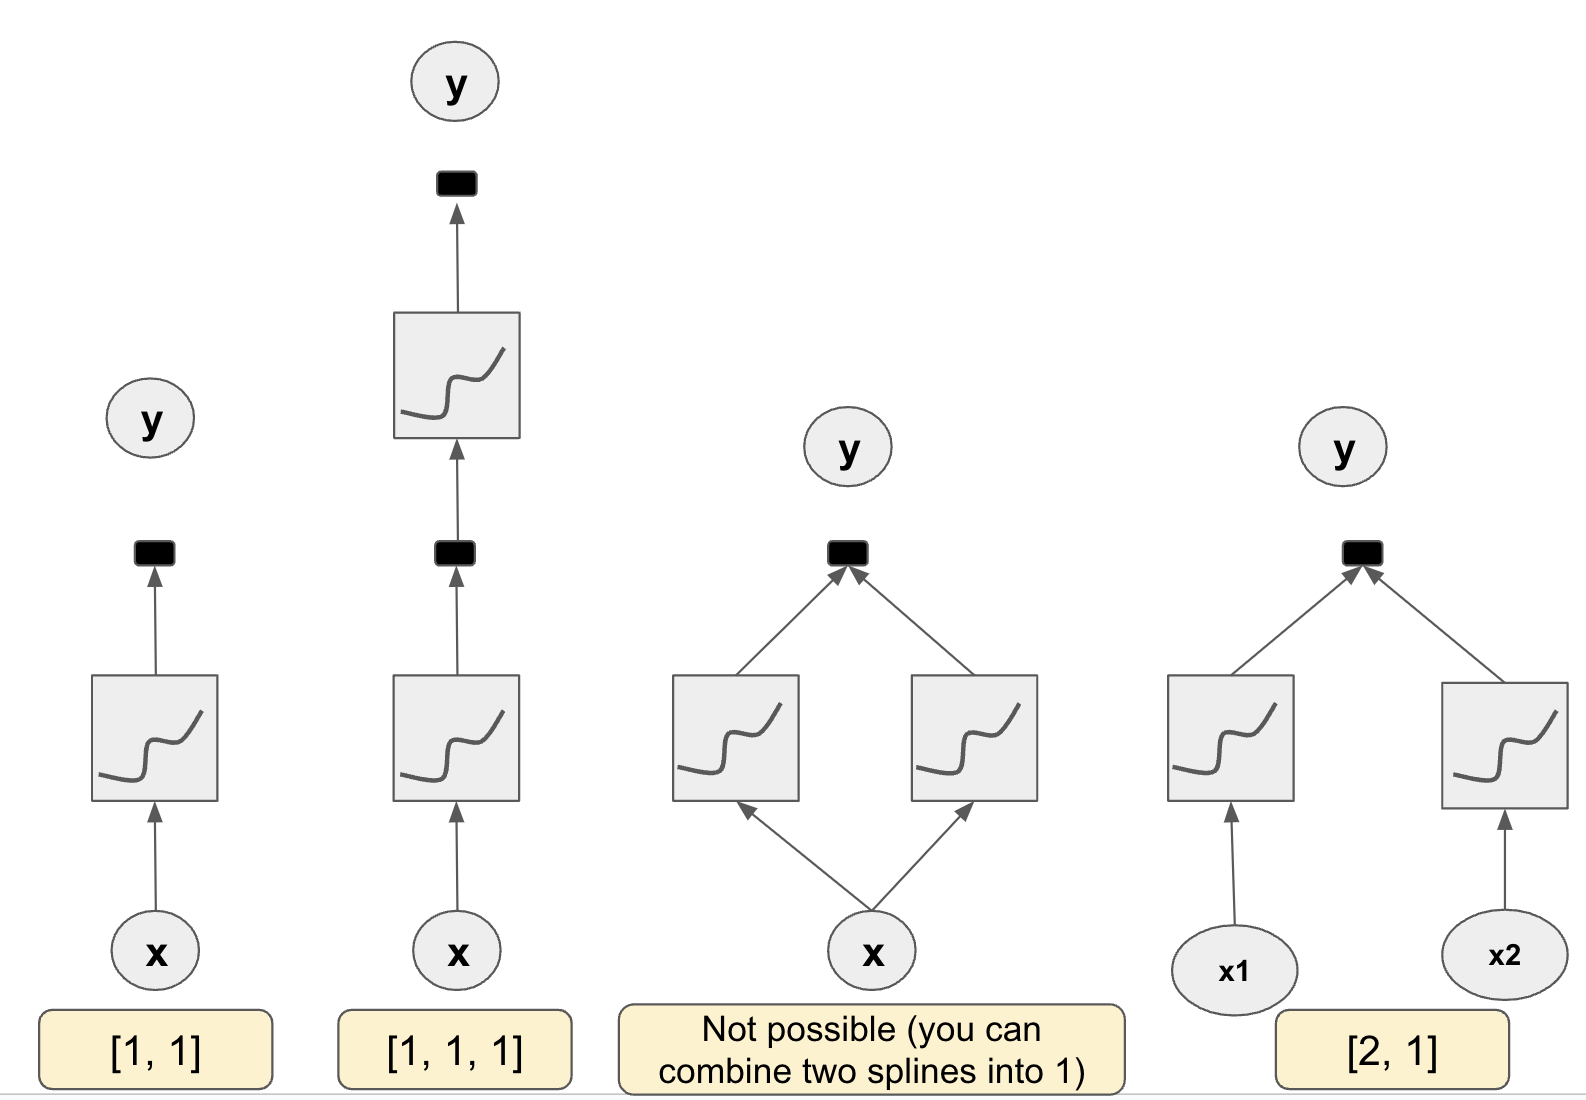 y
y
y
y
x
x
x
x1
x2
[1, 1]
[1, 1, 1]
Not possible (you can
combine two splines into 1)
[2, 1]